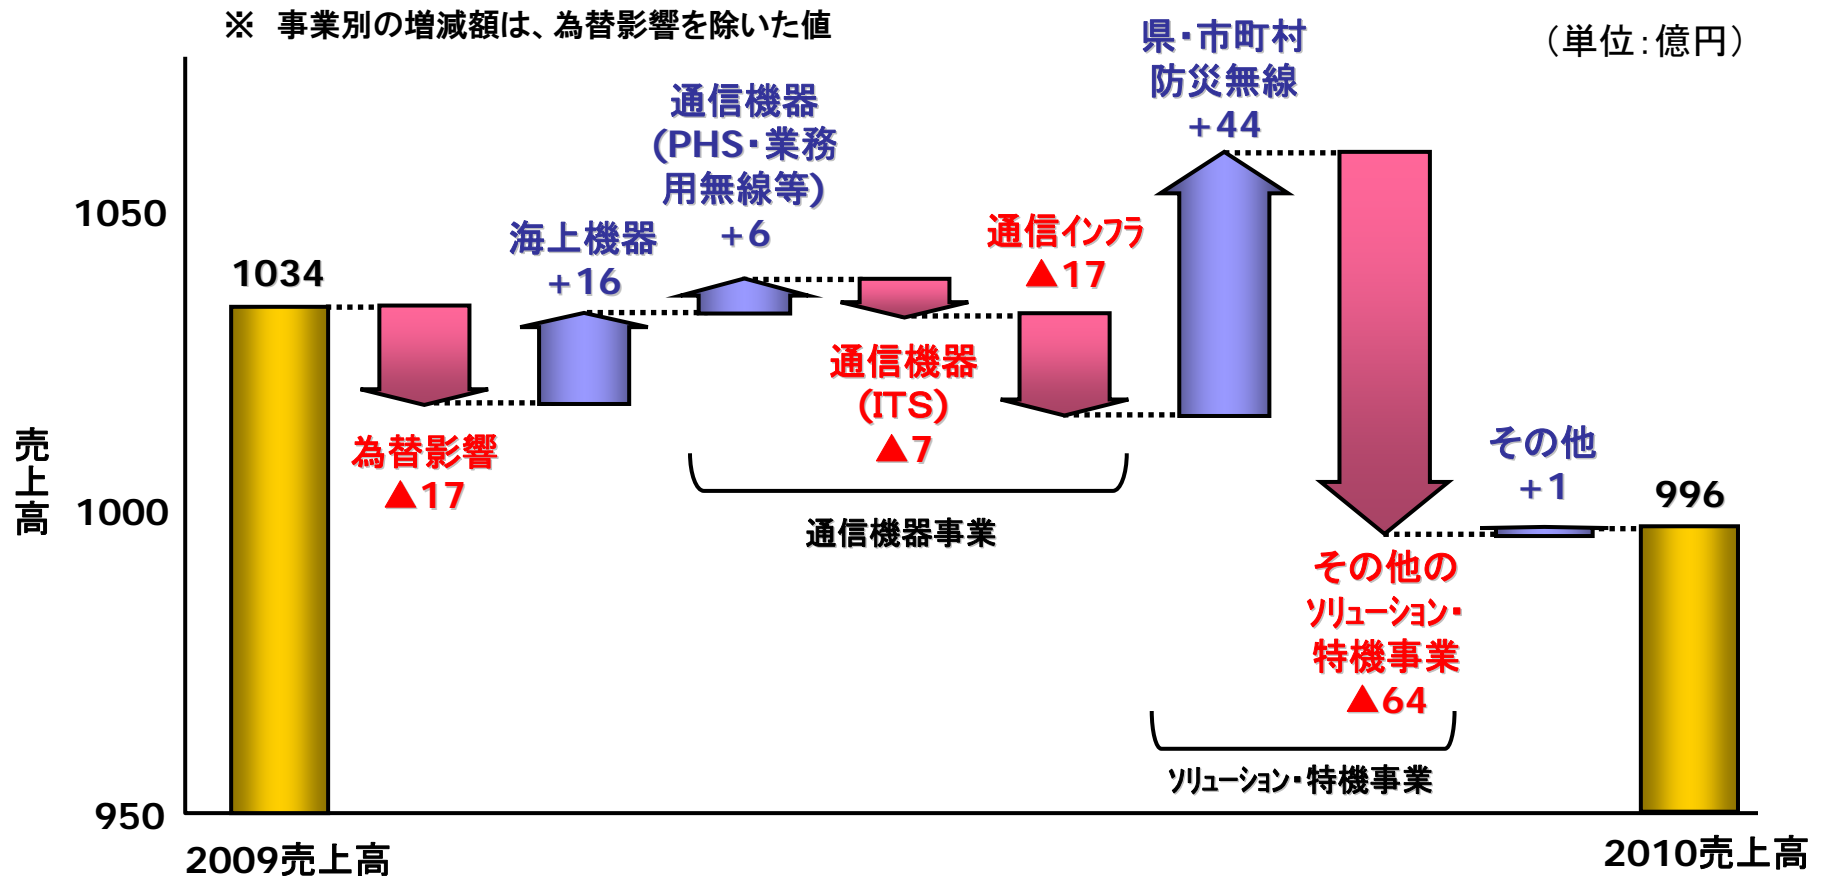 ※ 事業別の増減額は、為替影響を除いた値
（単位：億円）
売上高
1050
1000
950
1034
為替影響
▲17
海上機器
+16
通信機器
(PHS・業務
用無線等)
+6
通信機器
(ITS)
▲7
通信インフラ
▲17
通信機器事業
県・市町村
防災無線
+44
その他の
ソリューション・
特機事業
▲64
ソリューション・特機事業
その他
+1
996
2009売上高
2010売上高